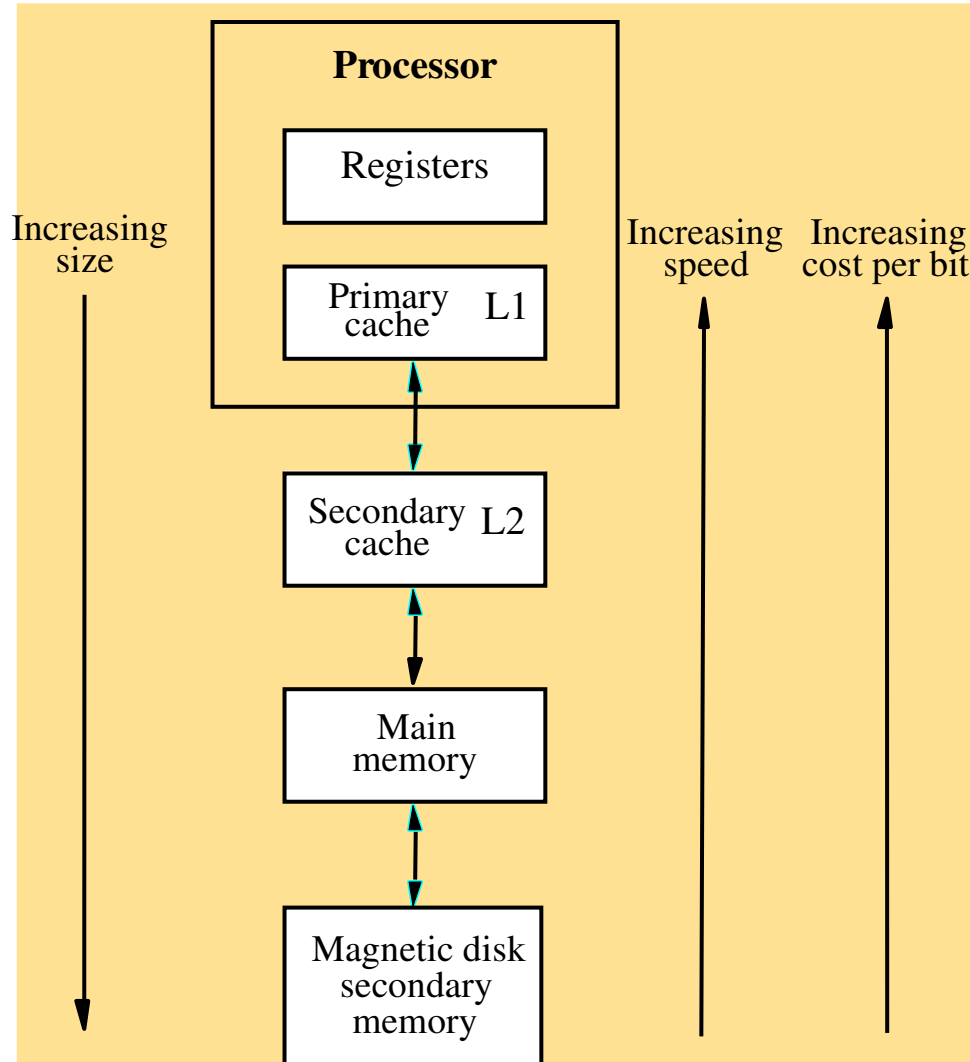 Processor
Registers
Increasing
size
Increasing
speed
Increasing
cost per bit
Primary
cache
L1
Secondary
cache
L2
Main
memory
Magnetic disk
secondary
memory